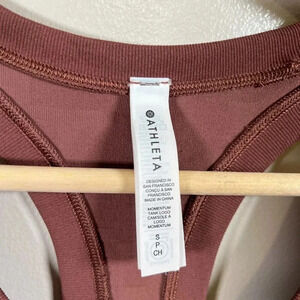 ATHLETA
DESIGNED IN
SAN FRANCISCO
CONÇU À SAN
FRANCISCO
MADE IN CHINA
MOMENTUM
TANK LOGO
CAMISOLE À
LOGO
MOMENTUM
S
P
CH